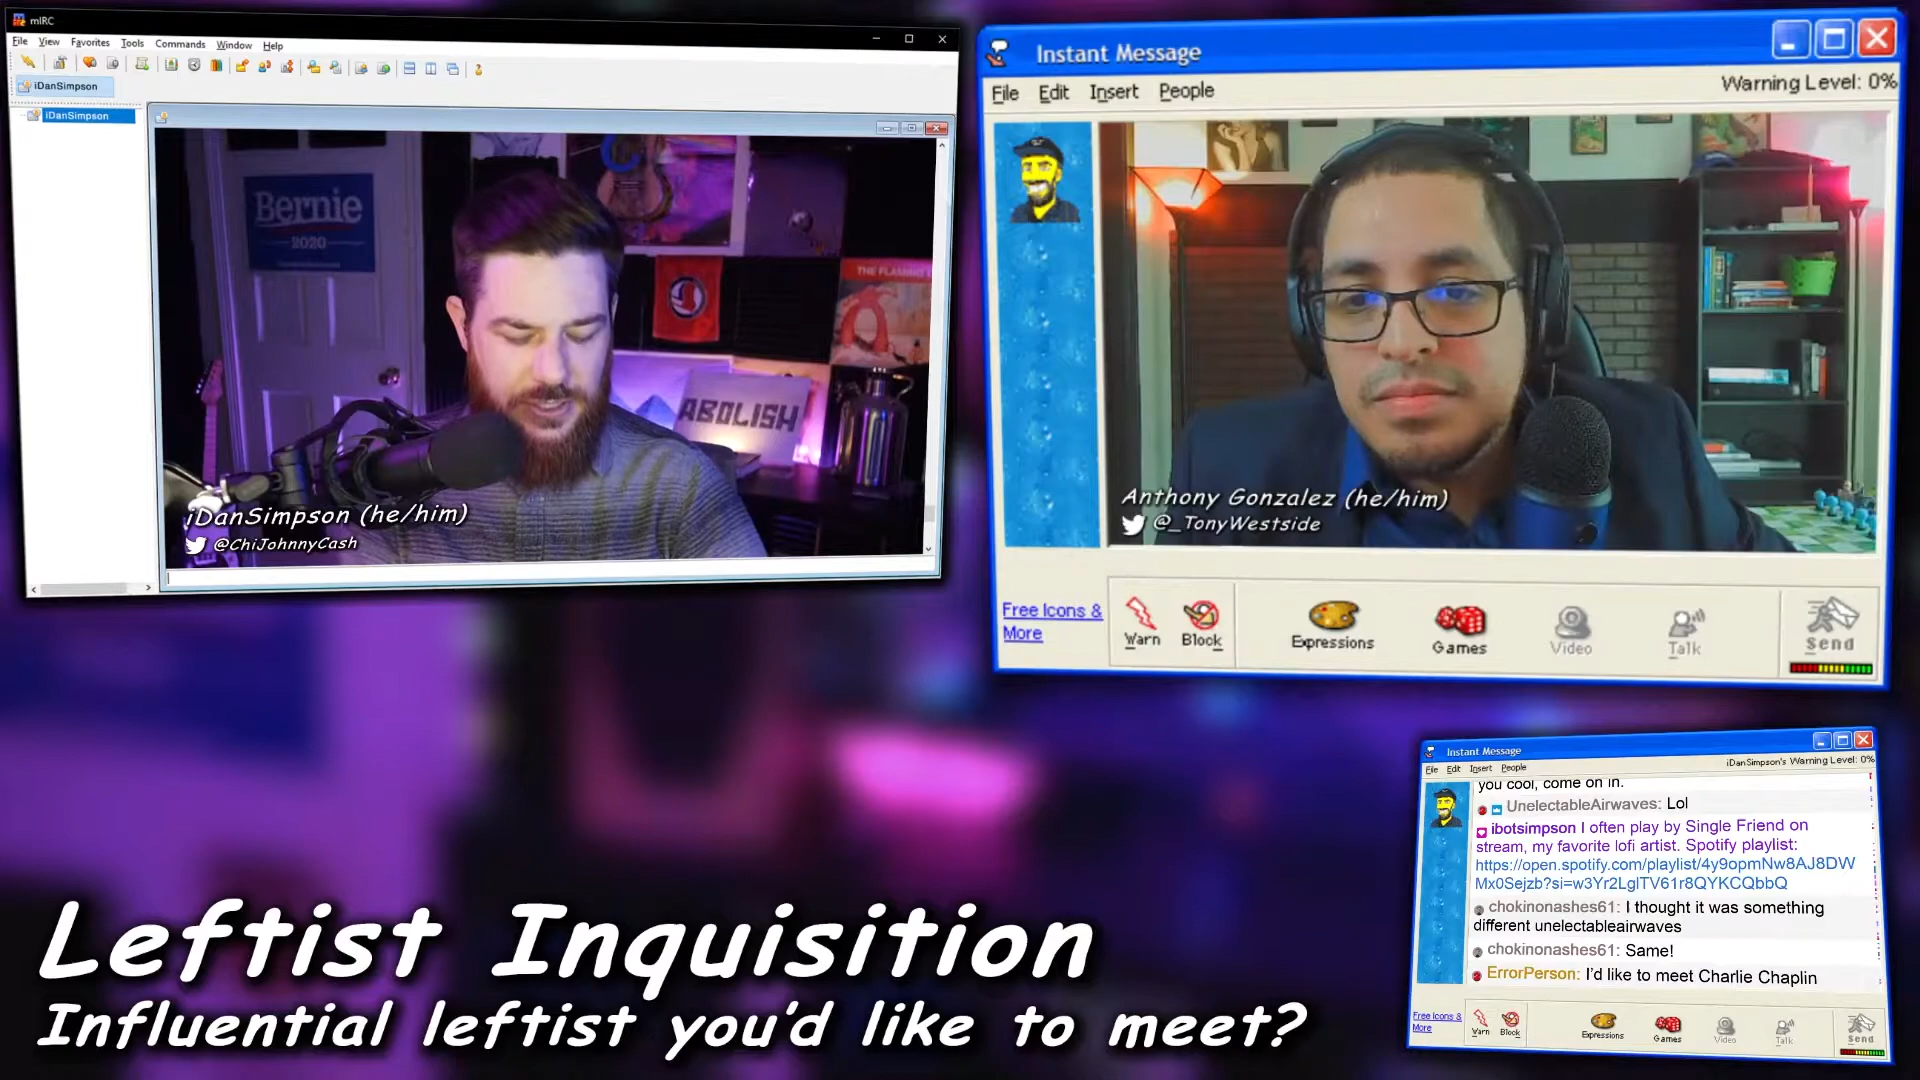 mIRC
File View Favorites Tools Commands Window Help
iDanSimpson
iDanSimpson
Bernie
2020
THE FLAMING
ABOLISH
iDanSimpson (he/him)
@ChiJohnnyCash
Instant Message
File Edit Insert People
Warning Level: 0%
Anthony Gonzalez (he/him)
@_TonyWestside
Free Icons &
More
Warn Block Expressions Games Video Talk Send
Instant Message
File Edit Insert People
iDanSimpson's Warning Level: 0%
you cool, come on in.
UnelectableAirwaves: Lol
ibotsimpson I often play by Single Friend on
stream, my favorite lofi artist. Spotify playlist:
https://open.spotify.com/playlist/4y9opmNw8AJ8DW
Mx0Sejzb?si=w3Yr2LglTV61r8QYKCQbbQ
chokinonashes61: I thought it was something
different unelectableairwaves
chokinonashes61: Same!
ErrorPerson: I'd like to meet Charlie Chaplin
Free Icons &
More
Warn Block Expressions Games Video Talk Send
Leftist Inquisition
Influential leftist you'd like to meet?